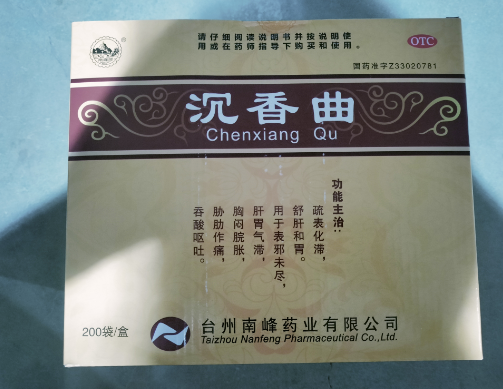 请仔细阅读说明书并按说明使
用或在药师指导下购买和使用。
OTC
国药准字Z33020781
沉香曲
Chenxiang Qu
功能主治：
疏表化滞，
舒肝和胃。
用于表邪未尽，
肝胃气滞，
胸闷脘胀，
胁肋作痛，
吞酸呕吐。
200袋/盒
台州南峰药业有限公司
Taizhou Nanfeng Pharmaceutical Co.,Ltd.